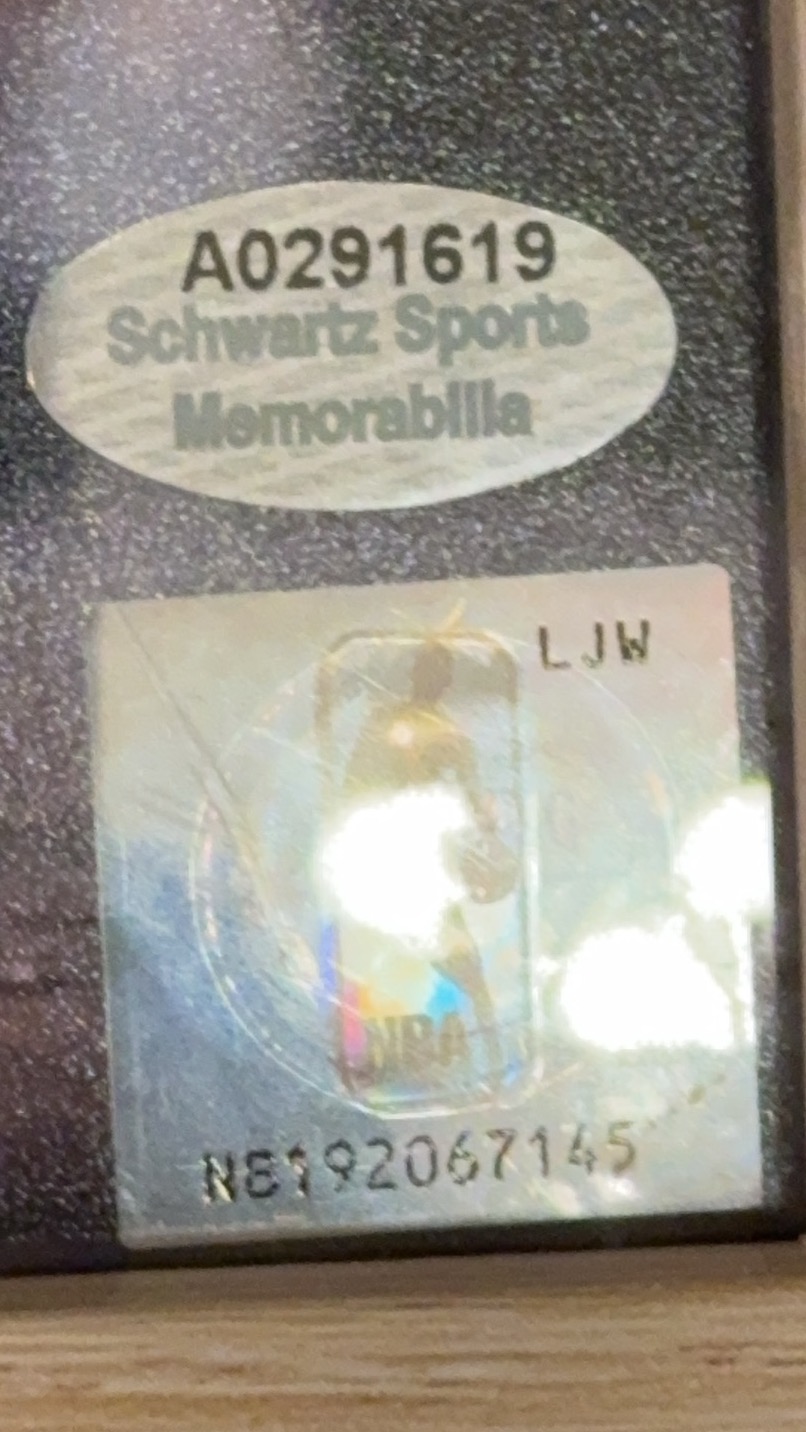 A0291619
Schwartz Sports
Memorabilia
LJW
NBA
N8192067145